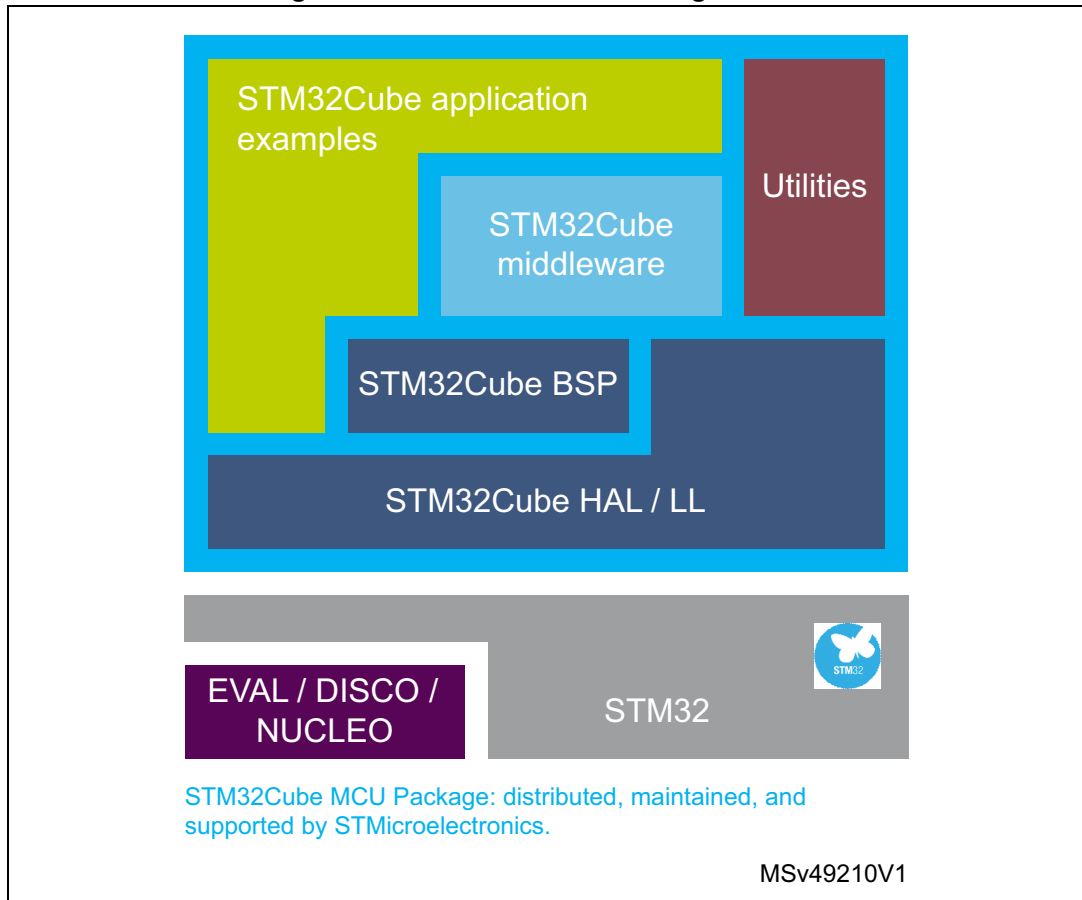 STM32Cube application
examples
Utilities
STM32Cube
middleware
STM32Cube BSP
STM32Cube HAL / LL
STM32
EVAL / DISCO /
NUCLEO
STM32
STM32Cube MCU Package: distributed, maintained, and
supported by STMicroelectronics.
MSv49210V1